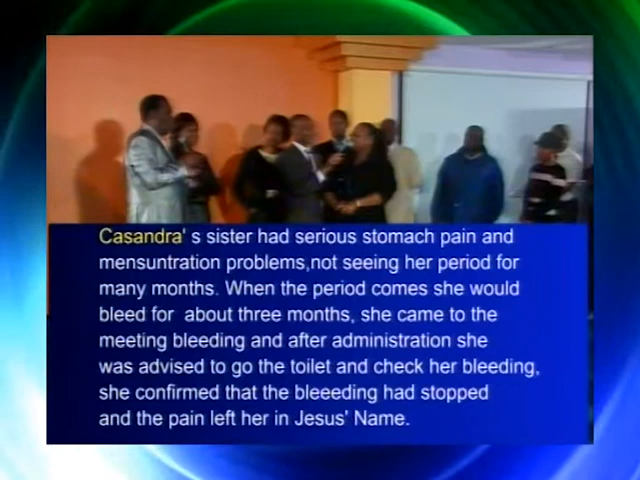 Casandra' s sister had serious stomach pain and
mensuntration problems,not seeing her period for
many months. When the period comes she would
bleed for about three months, she came to the
meeting bleeding and after administration she
was advised to go the toilet and check her bleeding,
she confirmed that the bleeeding had stopped
and the pain left her in Jesus' Name.